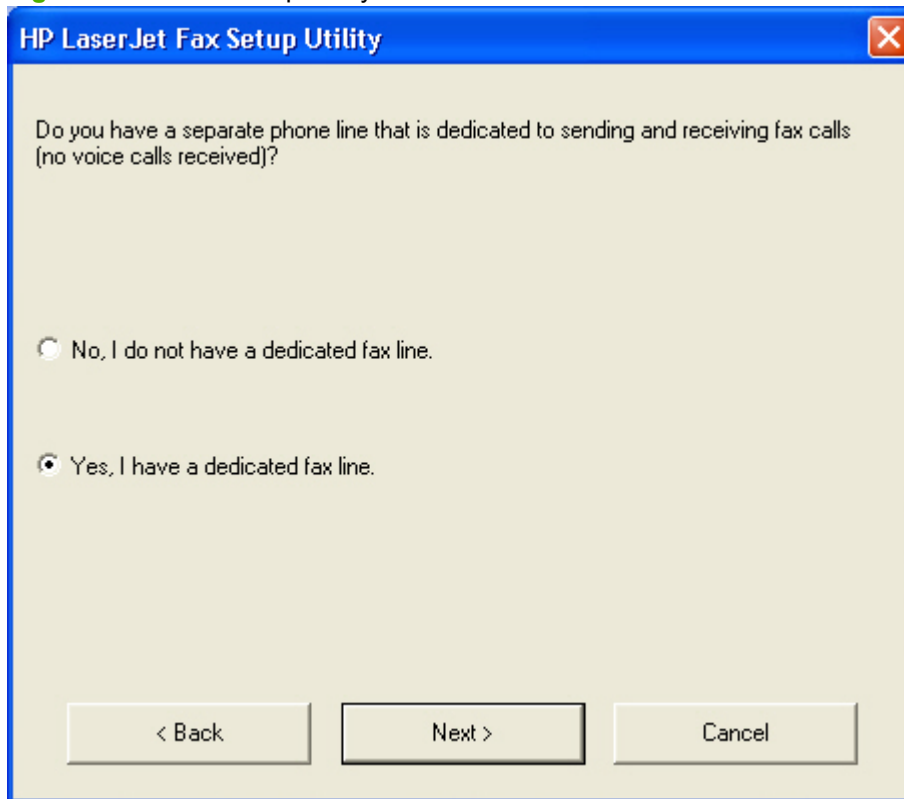 HP LaserJet Fax Setup Utility
Do you have a separate phone line that is dedicated to sending and receiving fax calls
(no voice calls received)?
No, I do not have a dedicated fax line.
Yes, I have a dedicated fax line.
< Back Next > Cancel